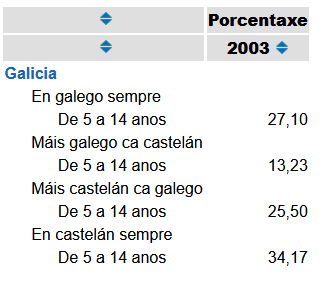 Porcentaxe
2003
Galicia
En galego sempre
De 5 a 14 anos 27,10
Máis galego ca castelán
De 5 a 14 anos 13,23
Máis castelán ca galego
De 5 a 14 anos 25,50
En castelán sempre
De 5 a 14 anos 34,17